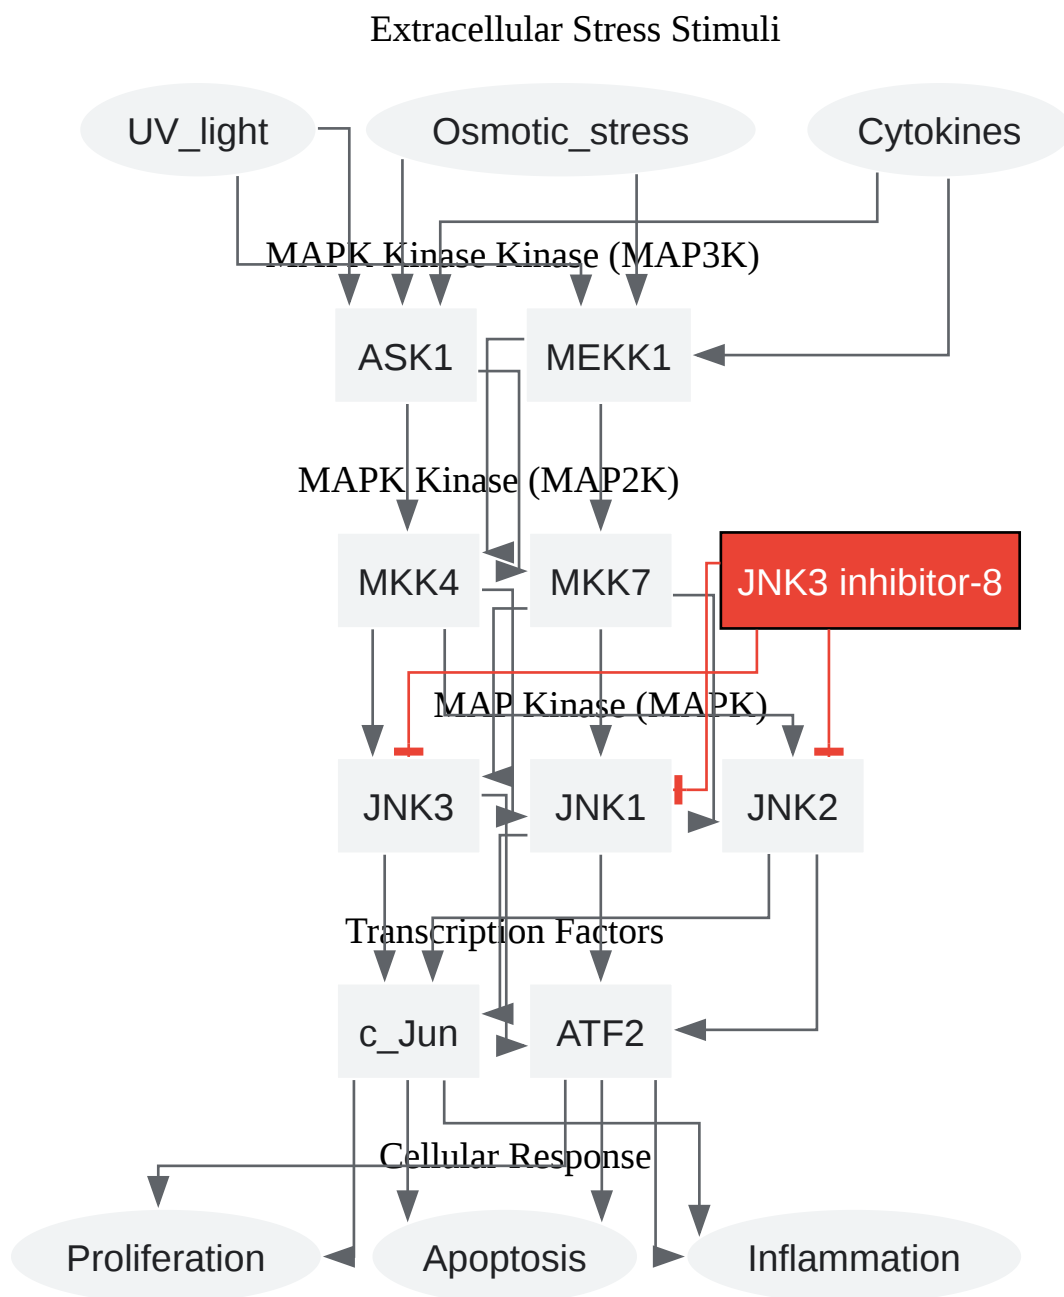 Extracellular Stress Stimuli
UV_light
Osmotic_stress
Cytokines
MAPK Kinase Kinase (MAP3K)
ASK1
MEKK1
MAPK Kinase (MAP2K)
MKK4
MKK7
JNK3 inhibitor-8
MAP Kinase (MAPK)
JNK3
JNK1
JNK2
Transcription Factors
c_Jun
ATF2
Cellular Response
Proliferation
Apoptosis
Inflammation